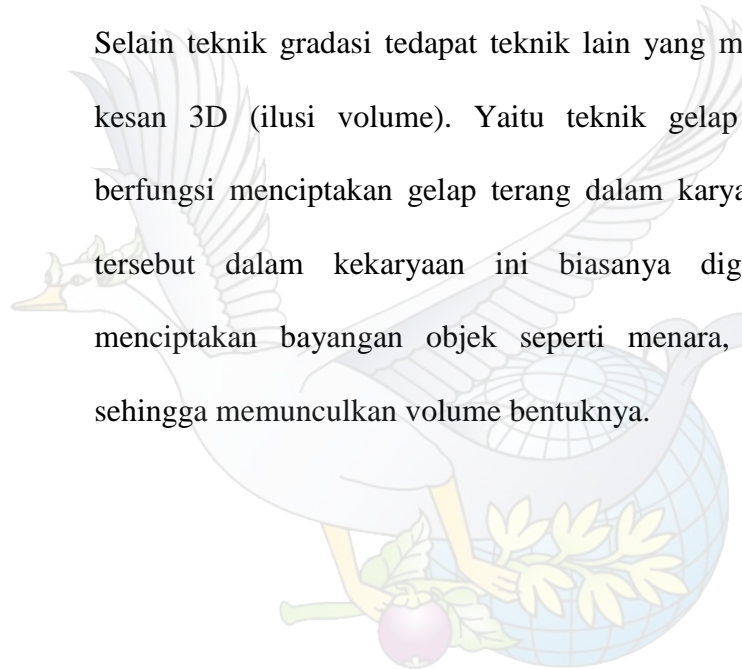 Selain teknik gradasi tedapat teknik lain yang
kesan 3D (ilusi volume). Yaitu teknik gelap
berfungsi menciptakan gelap terang dalam karya
tersebut dalam kekaryaan ini biasanya
menciptakan bayangan objek seperti menara,
sehingga memunculkan volume bentuknya.